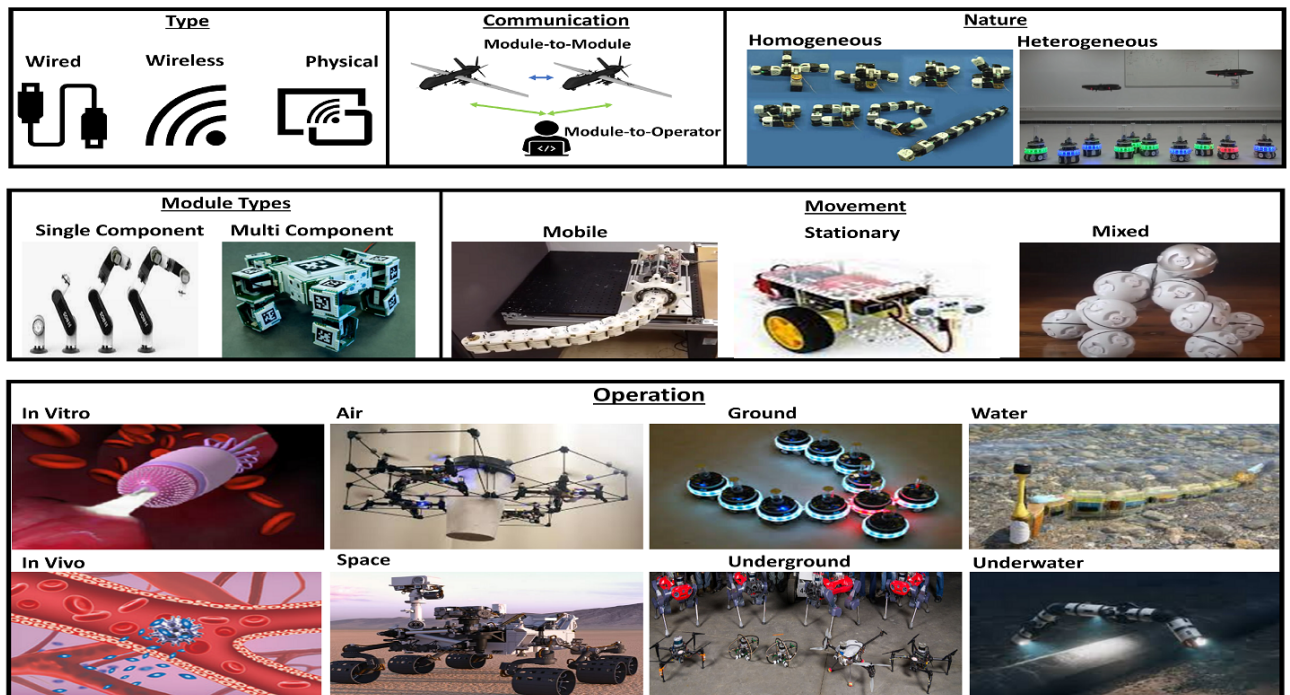 Type
Communication
Nature
Wired
Wireless
Physical
Module-to-Module
Module-to-Operator
Homogeneous
Heterogeneous
Module Types
Movement
Single Component
Multi Component
Mobile
Stationary
Mixed
Operation
In Vitro
Air
Ground
Water
In Vivo
Space
Underground
Underwater